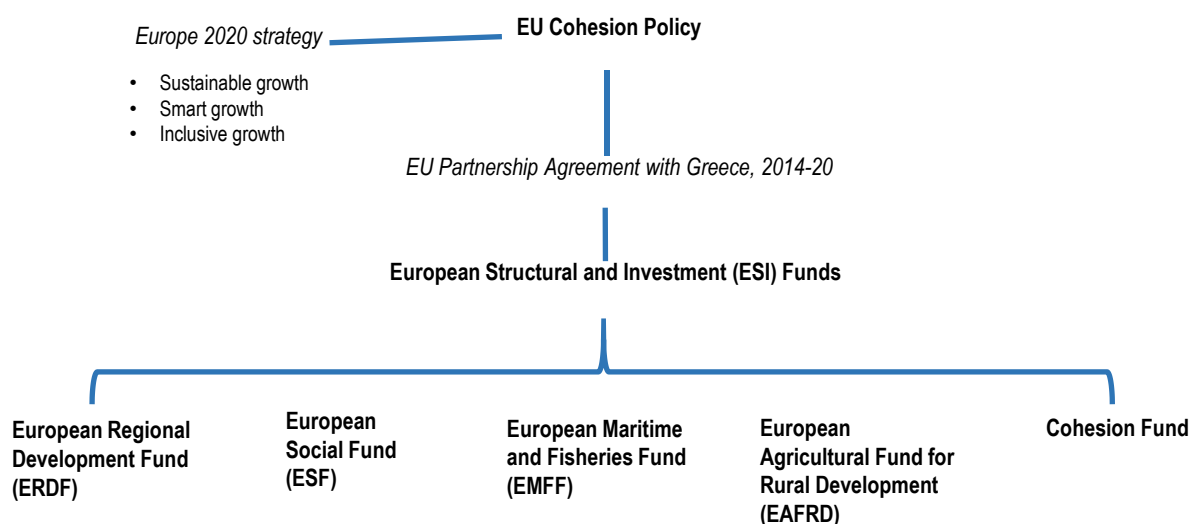 EU Cohesion Policy
Europe 2020 strategy
• Sustainable growth
• Smart growth
• Inclusive growth
EU Partnership Agreement with Greece, 2014-20
European Structural and Investment (ESI) Funds
European Regional
Development Fund
(ERDF)
European
Social Fund
(ESF)
European Maritime
and Fisheries Fund
(EMFF)
European
Agricultural Fund for
Rural Development
(EAFRD)
Cohesion Fund